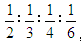 1/2 : 1/3 : 1/4 : 1/6,